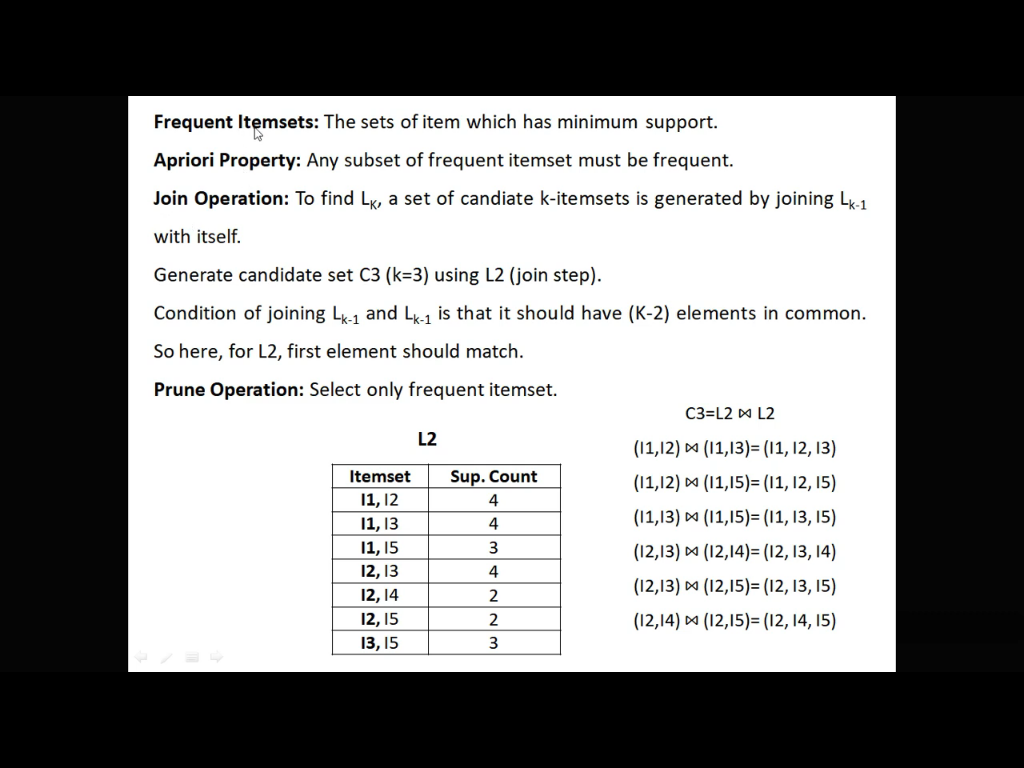 Frequent Itemsets: The sets of item which has minimum support.
Apriori Property: Any subset of frequent itemset must be frequent.
Join Operation: To find LK, a set of candiate k-itemsets is generated by joining Lk-1
with itself.
Generate candidate set C3 (k=3) using L2 (join step).
Condition of joining Lk-1 and Lk-1 is that it should have (K-2) elements in common.
So here, for L2, first element should match.
Prune Operation: Select only frequent itemset.
L2
Itemset Sup. Count
I1, I2 4
I1, I3 4
I1, I5 3
I2, I3 4
I2, I4 2
I2, I5 2
I3, I5 3
C3=L2 ⋈ L2
(I1,I2) ⋈ (I1,I3)= (I1, I2, I3)
(I1,I2) ⋈ (I1,I5)= (I1, I2, I5)
(I1,I3) ⋈ (I1,I5)= (I1, I3, I5)
(I2,I3) ⋈ (I2,I4)= (I2, I3, I4)
(I2,I3) ⋈ (I2,I5)= (I2, I3, I5)
(I2,I4) ⋈ (I2,I5)= (I2, I4, I5)